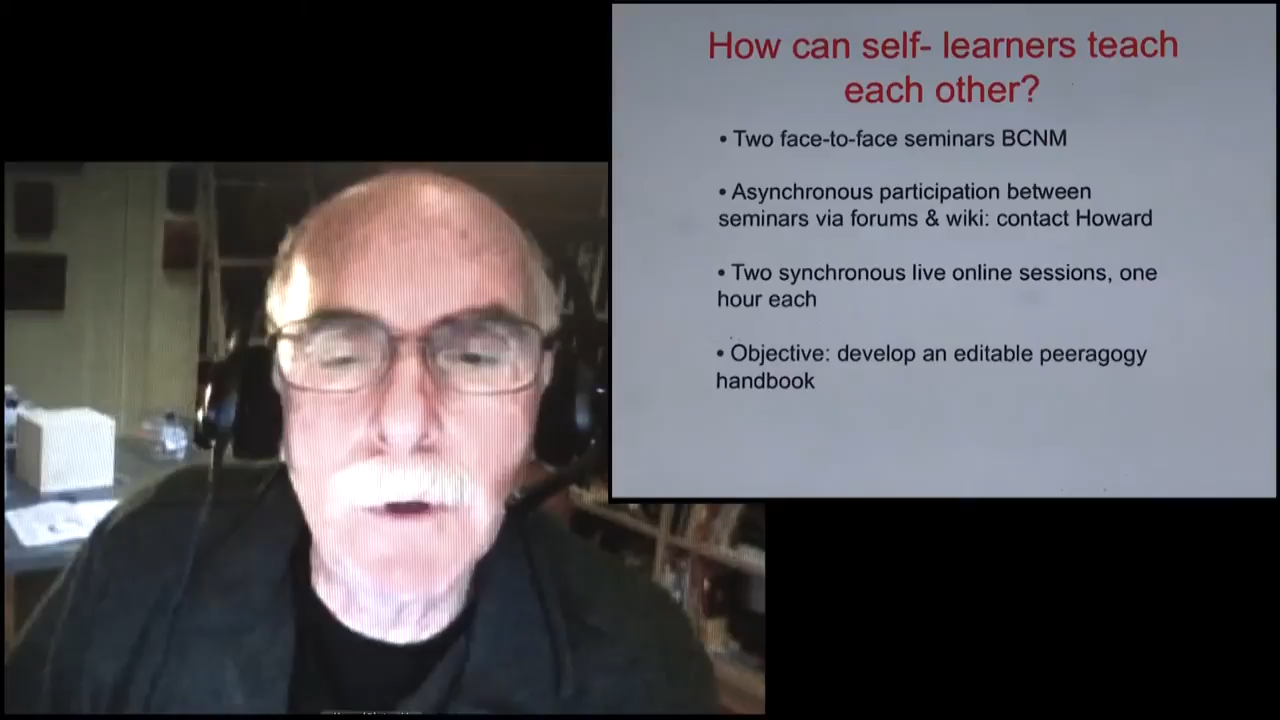 How can self- learners teach
each other?
• Two face-to-face seminars BCNM
• Asynchronous participation between
seminars via forums & wiki: contact Howard
• Two synchronous live online sessions, one
hour each
• Objective: develop an editable peeragogy
handbook